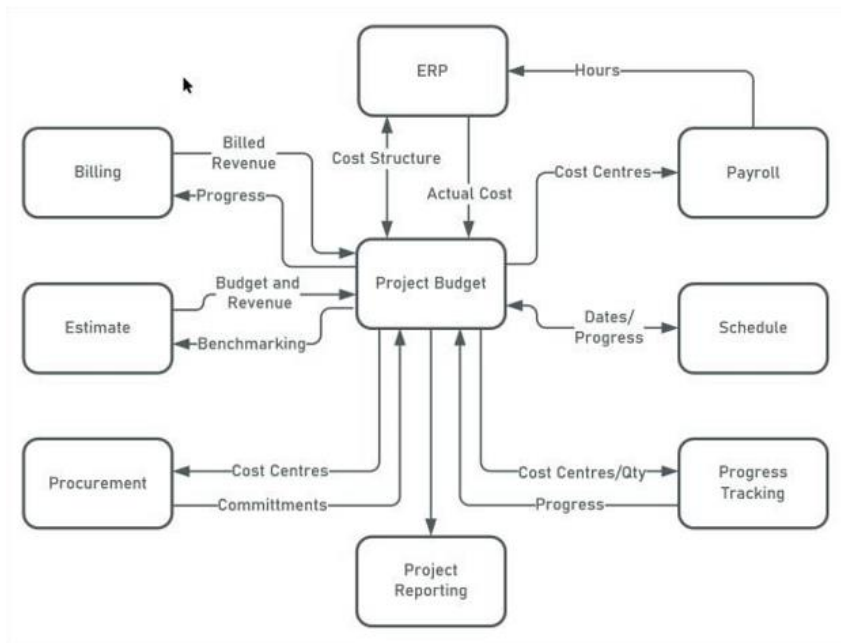 ERP
Hours
Billing
Billed
Revenue
Cost Structure
Cost Centres
Payroll
Progress
Actual Cost
Project Budget
Budget and
Revenue
Estimate
Benchmarking
Dates/
Progress
Schedule
Procurement
Cost Centres
Committments
Cost Centres/Qty
Progress
Progress
Tracking
Project
Reporting